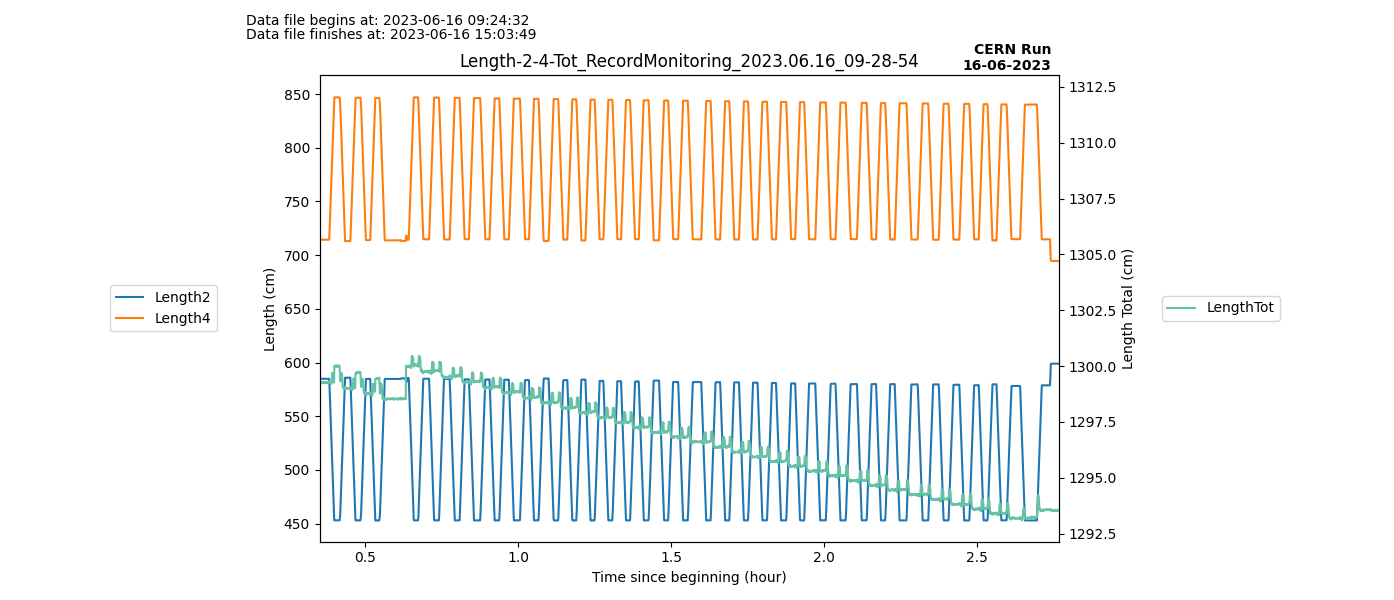 Data file begins at: 2023-06-16 09:24:32
Data file finishes at: 2023-06-16 15:03:49
CERN Run
16-06-2023
Length-2-4-Tot_RecordMonitoring_2023.06.16_09-28-54
850
800
750
700
650
600
550
500
450
Length (cm)
1312.5
1310.0
1307.5
1305.0
1302.5
1300.0
1297.5
1295.0
1292.5
Length Total (cm)
Length2
Length4
LengthTot
0.5
1.0
1.5
2.0
2.5
Time since beginning (hour)